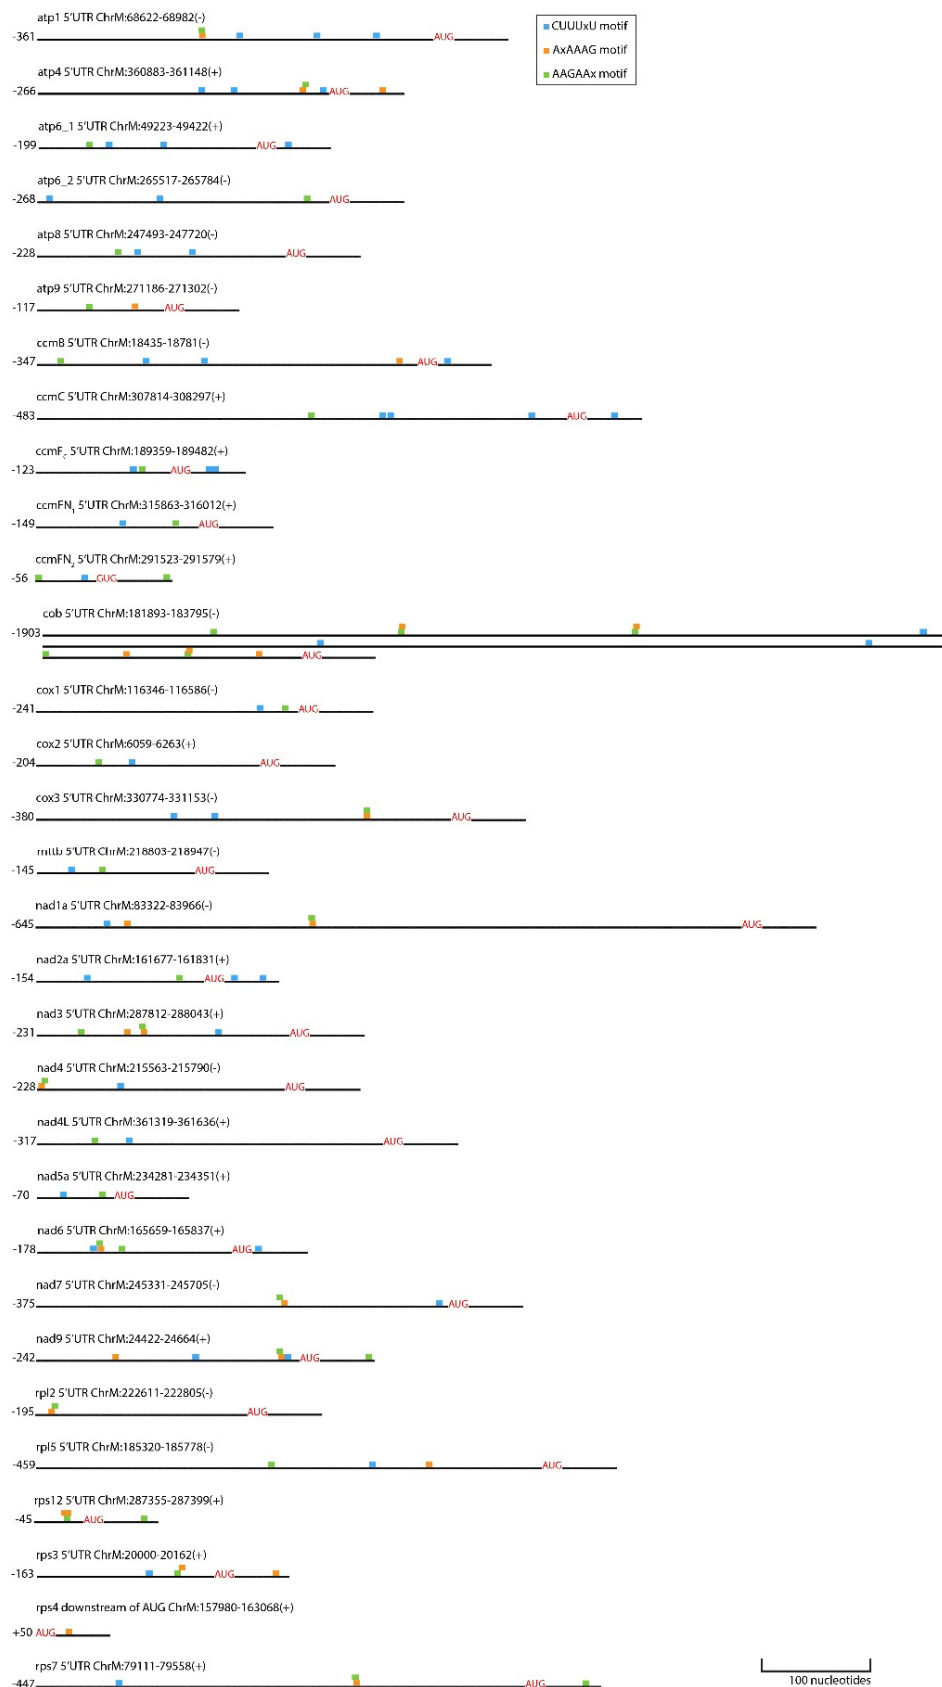 atp1 5'UTR ChrM:68622-68982(-)
-361 AUG
CUUUxU motif
AxAAAG motif
AAGAAx motif
atp4 5'UTR ChrM:360883-361148(+)
-266 AUG
atp6_1 5'UTR ChrM:49223-49422(+)
-199 AUG
atp6_2 5'UTR ChrM:265517-265784(-)
-268 AUG
atp8 5'UTR ChrM:247493-247720(-)
-228 AUG
atp9 5'UTR ChrM:271186-271302(-)
-117 AUG
ccmB 5'UTR ChrM:18435-18781(-)
-347 AUG
ccmC 5'UTR ChrM:307814-308297(+)
-483 AUG
ccmFc 5'UTR ChrM:189359-189482(+)
-123 AUG
ccmFN1 5'UTR ChrM:315863-316012(+)
-149 AUG
ccmFN2 5'UTR ChrM:291523-291579(+)
-56 GUG
cob 5'UTR ChrM:181893-183795(-)
-1903
AUG
cox1 5'UTR ChrM:116346-116586(-)
-241 AUG
cox2 5'UTR ChrM:6059-6263(+)
-204 AUG
cox3 5'UTR ChrM:330774-331153(-)
-380 AUG
mttb 5'UTR ChrM:218803-218947(-)
-145 AUG
nad1a 5'UTR ChrM:83322-83966(-)
-645 AUG
nad2a 5'UTR ChrM:161677-161831(+)
-154 AUG
nad3 5'UTR ChrM:287812-288043(+)
-231 AUG
nad4 5'UTR ChrM:215563-215790(-)
-228 AUG
nad4L 5'UTR ChrM:361319-361636(+)
-317 AUG
nad5a 5'UTR ChrM:234281-234351(+)
-70 AUG
nad6 5'UTR ChrM:165659-165837(+)
-178 AUG
nad7 5'UTR ChrM:245331-245705(-)
-375 AUG
nad9 5'UTR ChrM:24422-24664(+)
-242 AUG
rpl2 5'UTR ChrM:222611-222805(-)
-195 AUG
rpl5 5'UTR ChrM:185320-185778(-)
-459 AUG
rps12 5'UTR ChrM:287355-287399(+)
-45 AUG
rps3 5'UTR ChrM:20000-20162(+)
-163 AUG
rps4 downstream of AUG ChrM:157980-163068(+)
+50 AUG
rps7 5'UTR ChrM:79111-79558(+)
-447 AUG
100 nucleotides